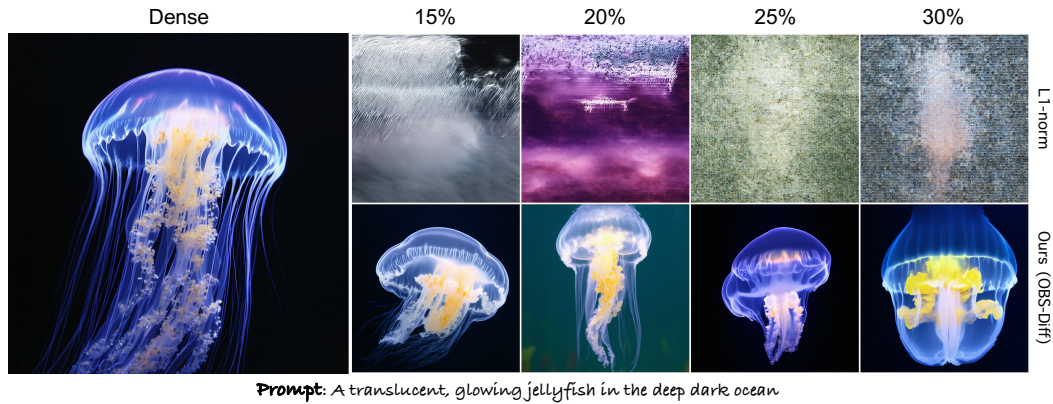 Dense 15% 20% 25% 30%
L1-norm
Ours (OBS-Diff)
Prompt: A translucent, glowing jellyfish in the deep dark ocean